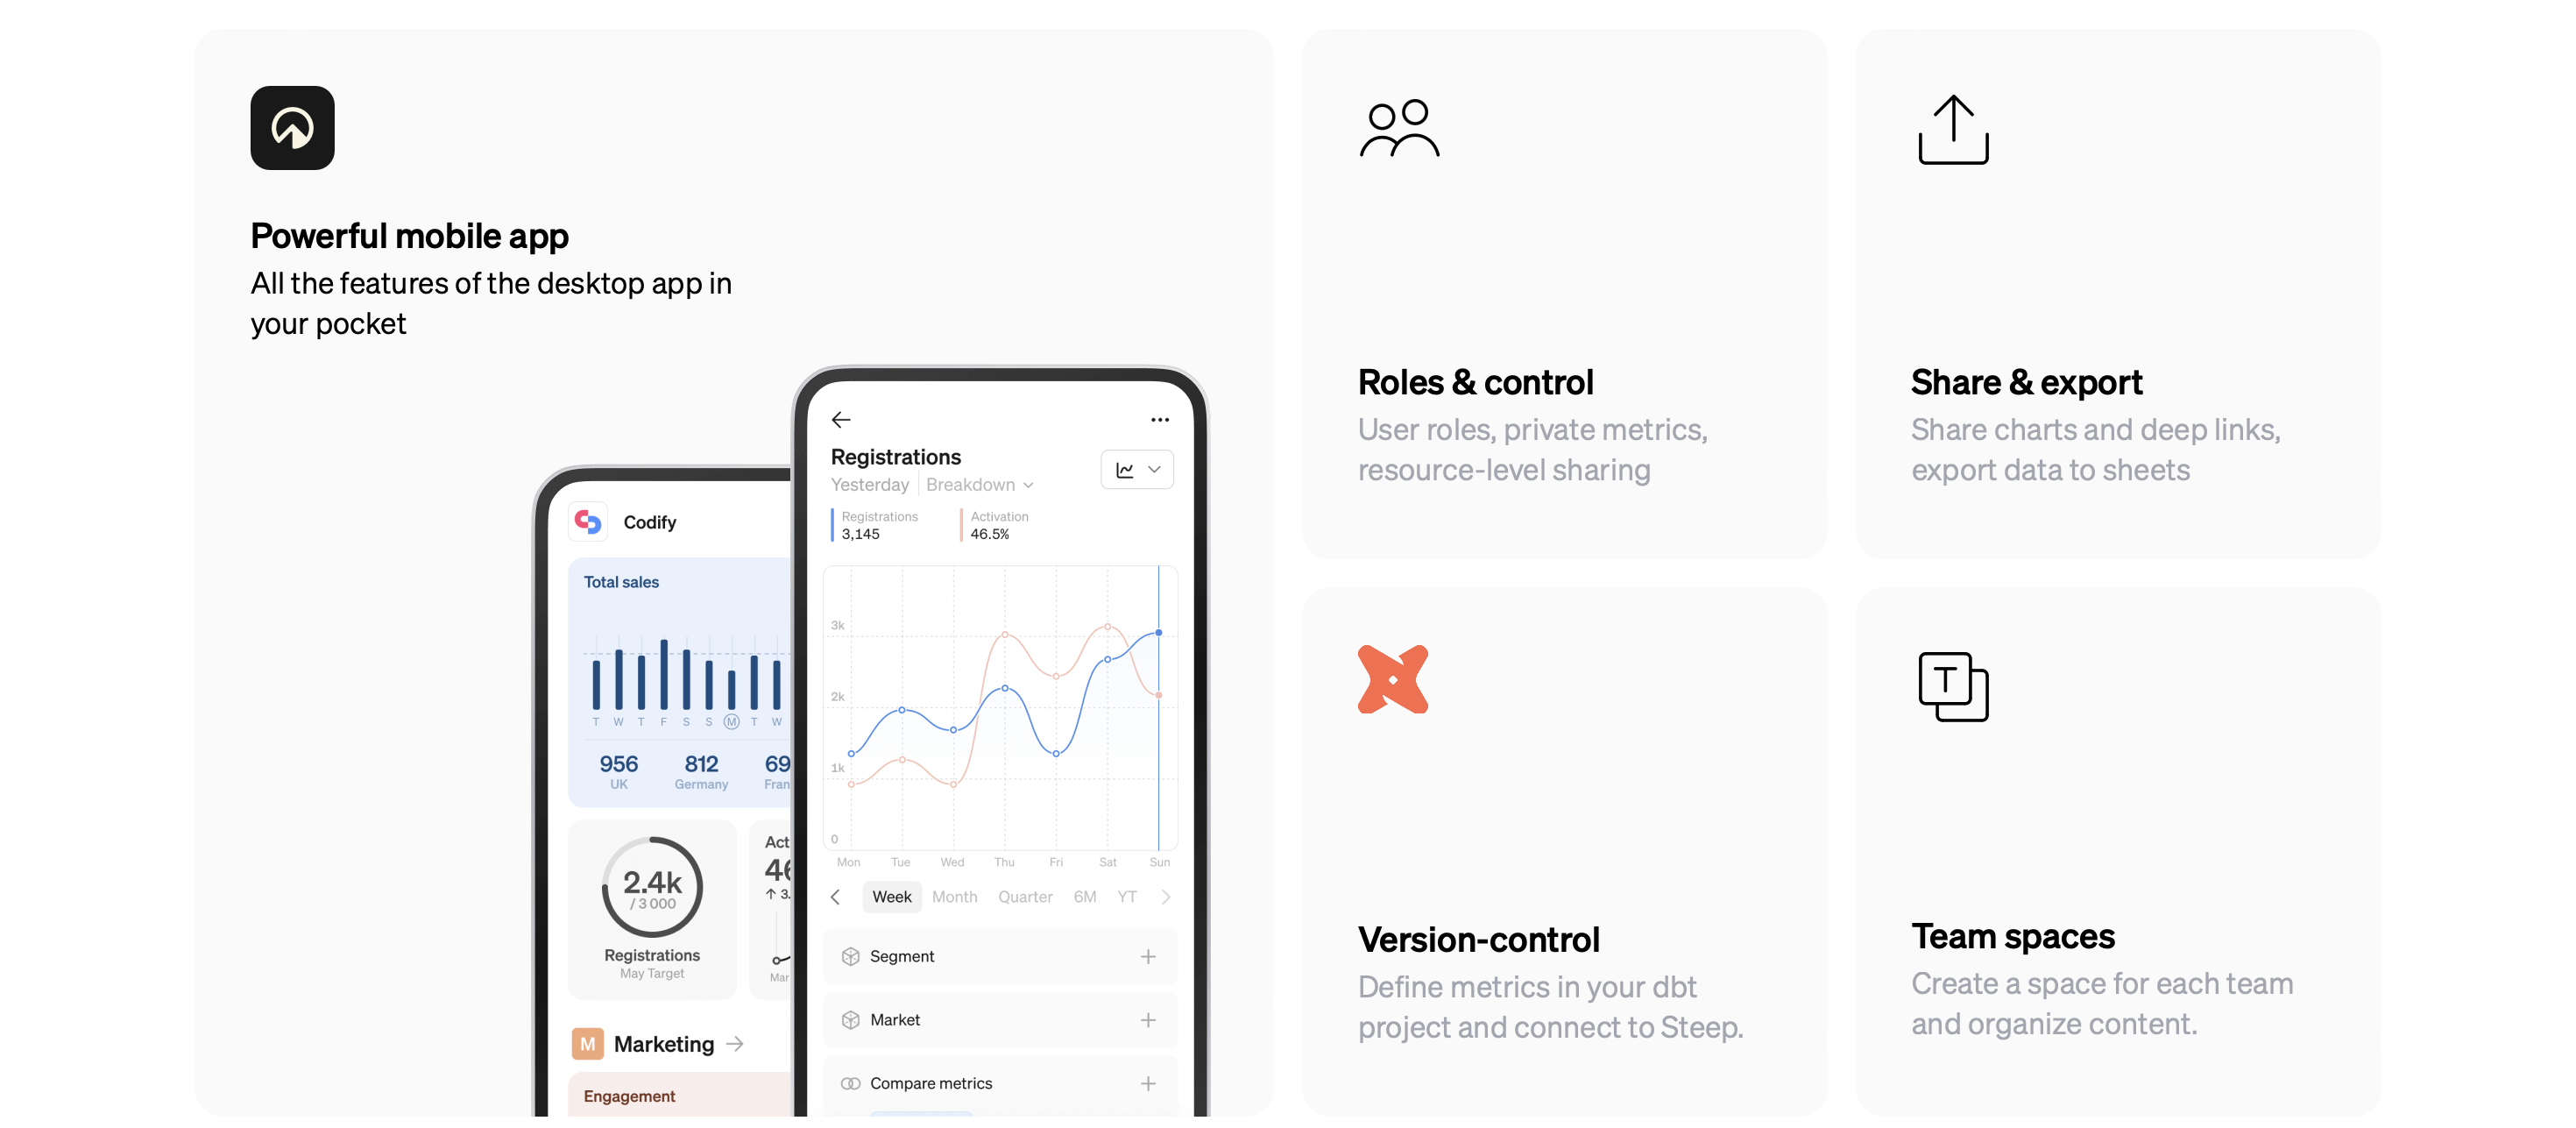 Powerful mobile app
All the features of the desktop app in
your pocket
Codify
Total sales
T W T F S S M T W
956 812 69
UK Germany Fran
2.4k
/ 3 000
Registrations
May Target
Act
46
↑ 3.
Mar
M Marketing →
Engagement
Registrations
Yesterday Breakdown
Registrations Activation
3,145 46.5%
3k
2k
1k
0
Mon Tue Wed Thu Fri Sat Sun
Week Month Quarter 6M YT
Segment
Market
Compare metrics
Roles & control
User roles, private metrics,
resource-level sharing
Share & export
Share charts and deep links,
export data to sheets
Version-control
Define metrics in your dbt
project and connect to Steep.
T
Team spaces
Create a space for each team
and organize content.